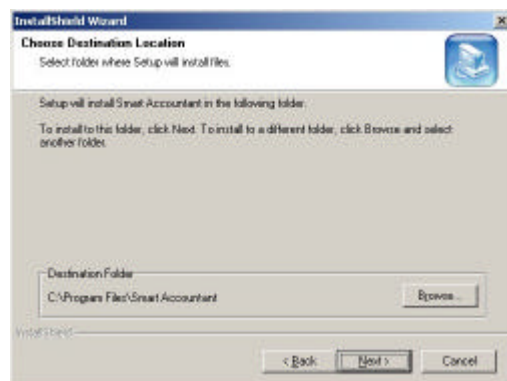 InstallShield Wizard
Choose Destination Location
Select folder where Setup will install files.
Setup will install Smart Accountant in the following folder.
To install to this folder, click Next. To install to a different folder, click Browse and select
another folder.
Destination Folder
C:\Program Files\Smart Accountant
Browse...
InstallShield
< Back
Next >
Cancel